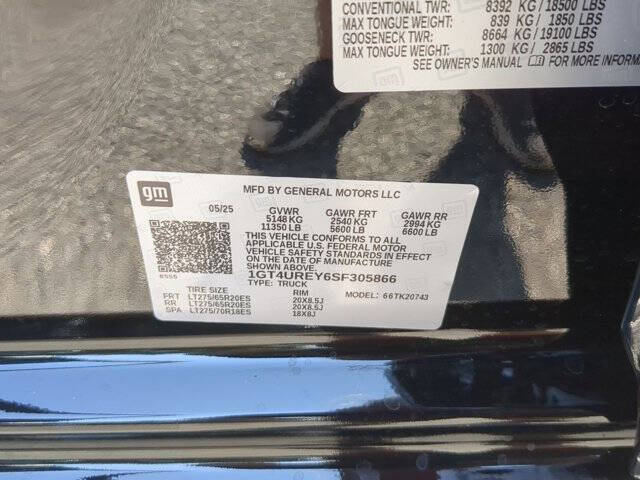 CONVENTIONAL TWR: 8392 KG / 18500 LBS
MAX TONGUE WEIGHT: 839 KG / 1850 LBS
GOOSENECK TWR: 8664 KG / 19100 LBS
MAX TONGUE WEIGHT: 1300 KG / 2865 LBS
SEE OWNER'S MANUAL FOR MORE INFORMA
gm
MFD BY GENERAL MOTORS LLC
05/25 GVWR GAWR FRT GAWR RR
5148 KG 2540 KG 2994 KG
11350 LB 5600 LB 6600 LB
THIS VEHICLE CONFORMS TO ALL
APPLICABLE U.S. FEDERAL MOTOR
VEHICLE SAFETY STANDARDS IN
EFFECT ON THE DATE OF
MANUFACTURE SHOWN ABOVE.
1GT4UREY6SF305866
TYPE: TRUCK MODEL: 66TK20743
TIRE SIZE RIM
FRT LT275/65R20ES 20X8.5J
RR LT275/65R20ES 20X8.5J
SPA LT275/70R18ES 18X8J